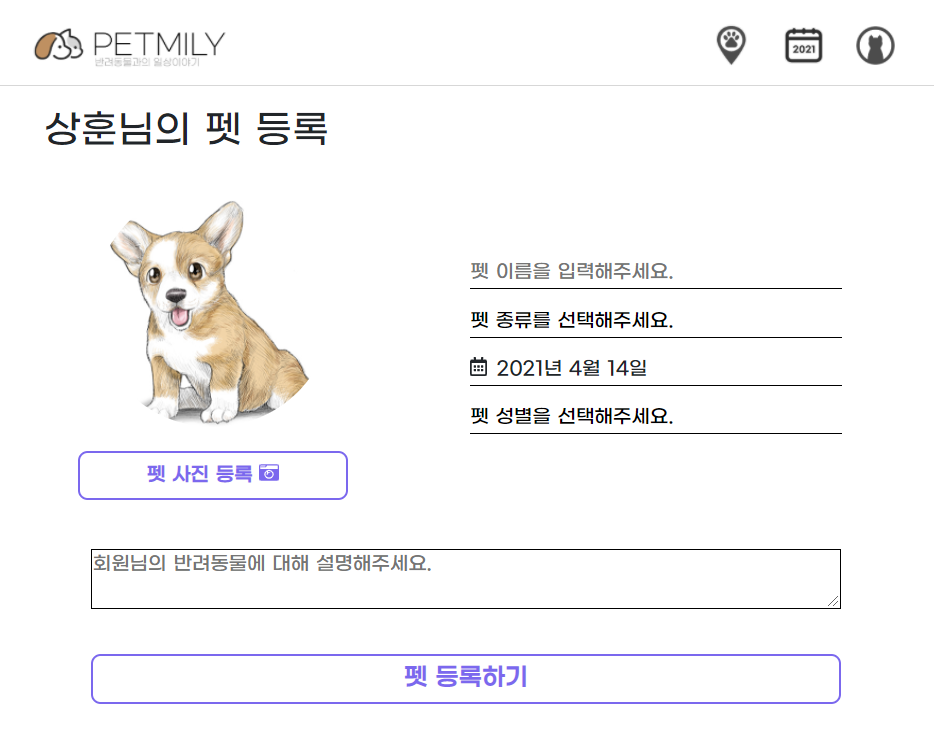 PETMILY
반려동물과의 일상이야기
2021
상훈님의 펫 등록
펫 이름을 입력해주세요.
펫 종류를 선택해주세요.
2021년 4월 14일
펫 성별을 선택해주세요.
펫 사진 등록
회원님의 반려동물에 대해 설명해주세요.
펫 등록하기